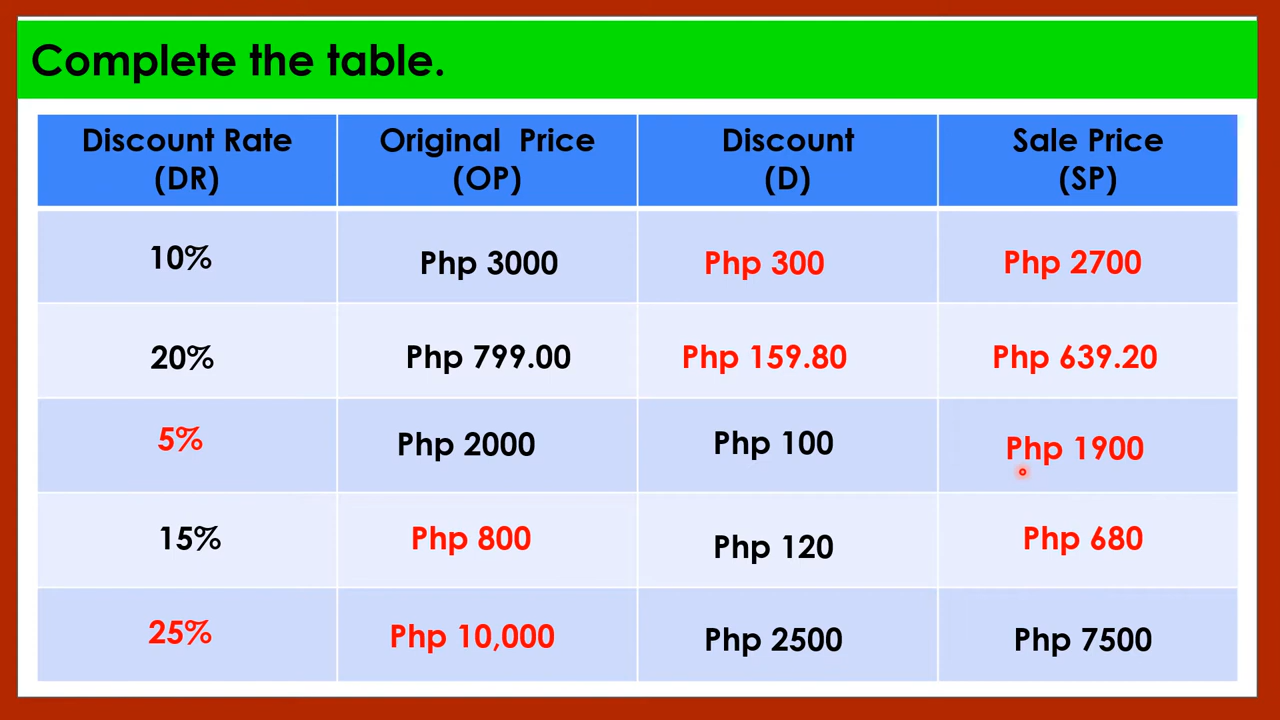 Complete the table.
Discount Rate (DR) Original Price (OP) Discount (D) Sale Price (SP)
10% Php 3000 Php 300 Php 2700
20% Php 799.00 Php 159.80 Php 639.20
5% Php 2000 Php 100 Php 1900
15% Php 800 Php 120 Php 680
25% Php 10,000 Php 2500 Php 7500